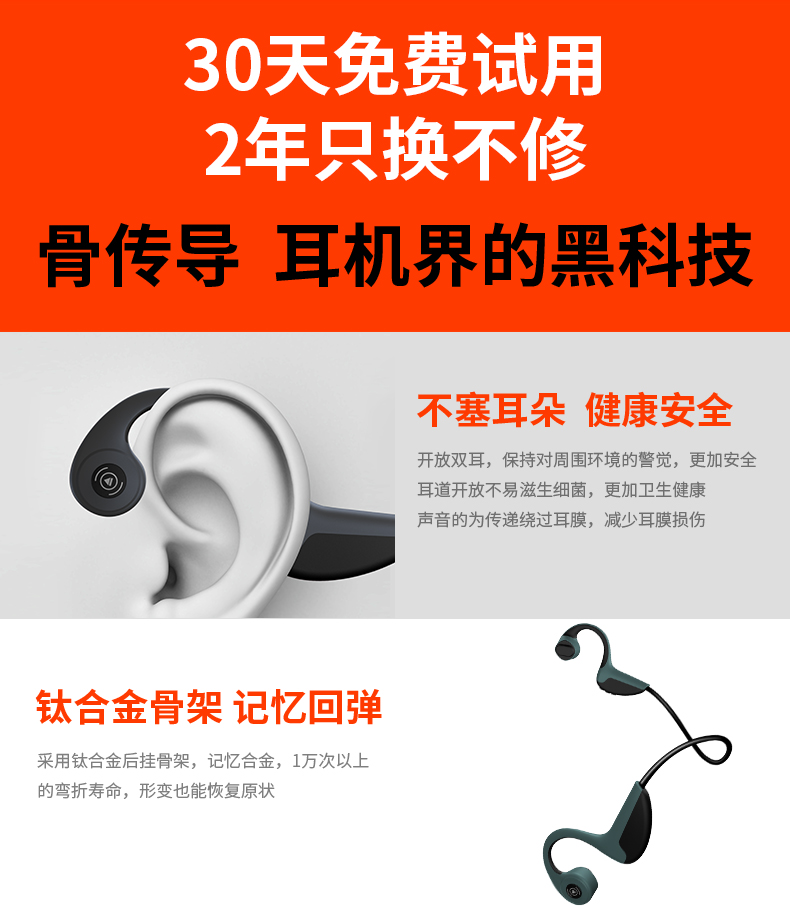 30天免费试用
2年只换不修
骨传导 耳机界的黑科技
不塞耳朵 健康安全
开放双耳，保持对周围环境的警觉，更加安全
耳道开放不易滋生细菌，更加卫生健康
声音的为传递绕过耳膜，减少耳膜损伤
钛合金骨架 记忆回弹
采用钛合金后挂骨架，记忆合金，1万次以上
的弯折寿命，形变也能恢复原状